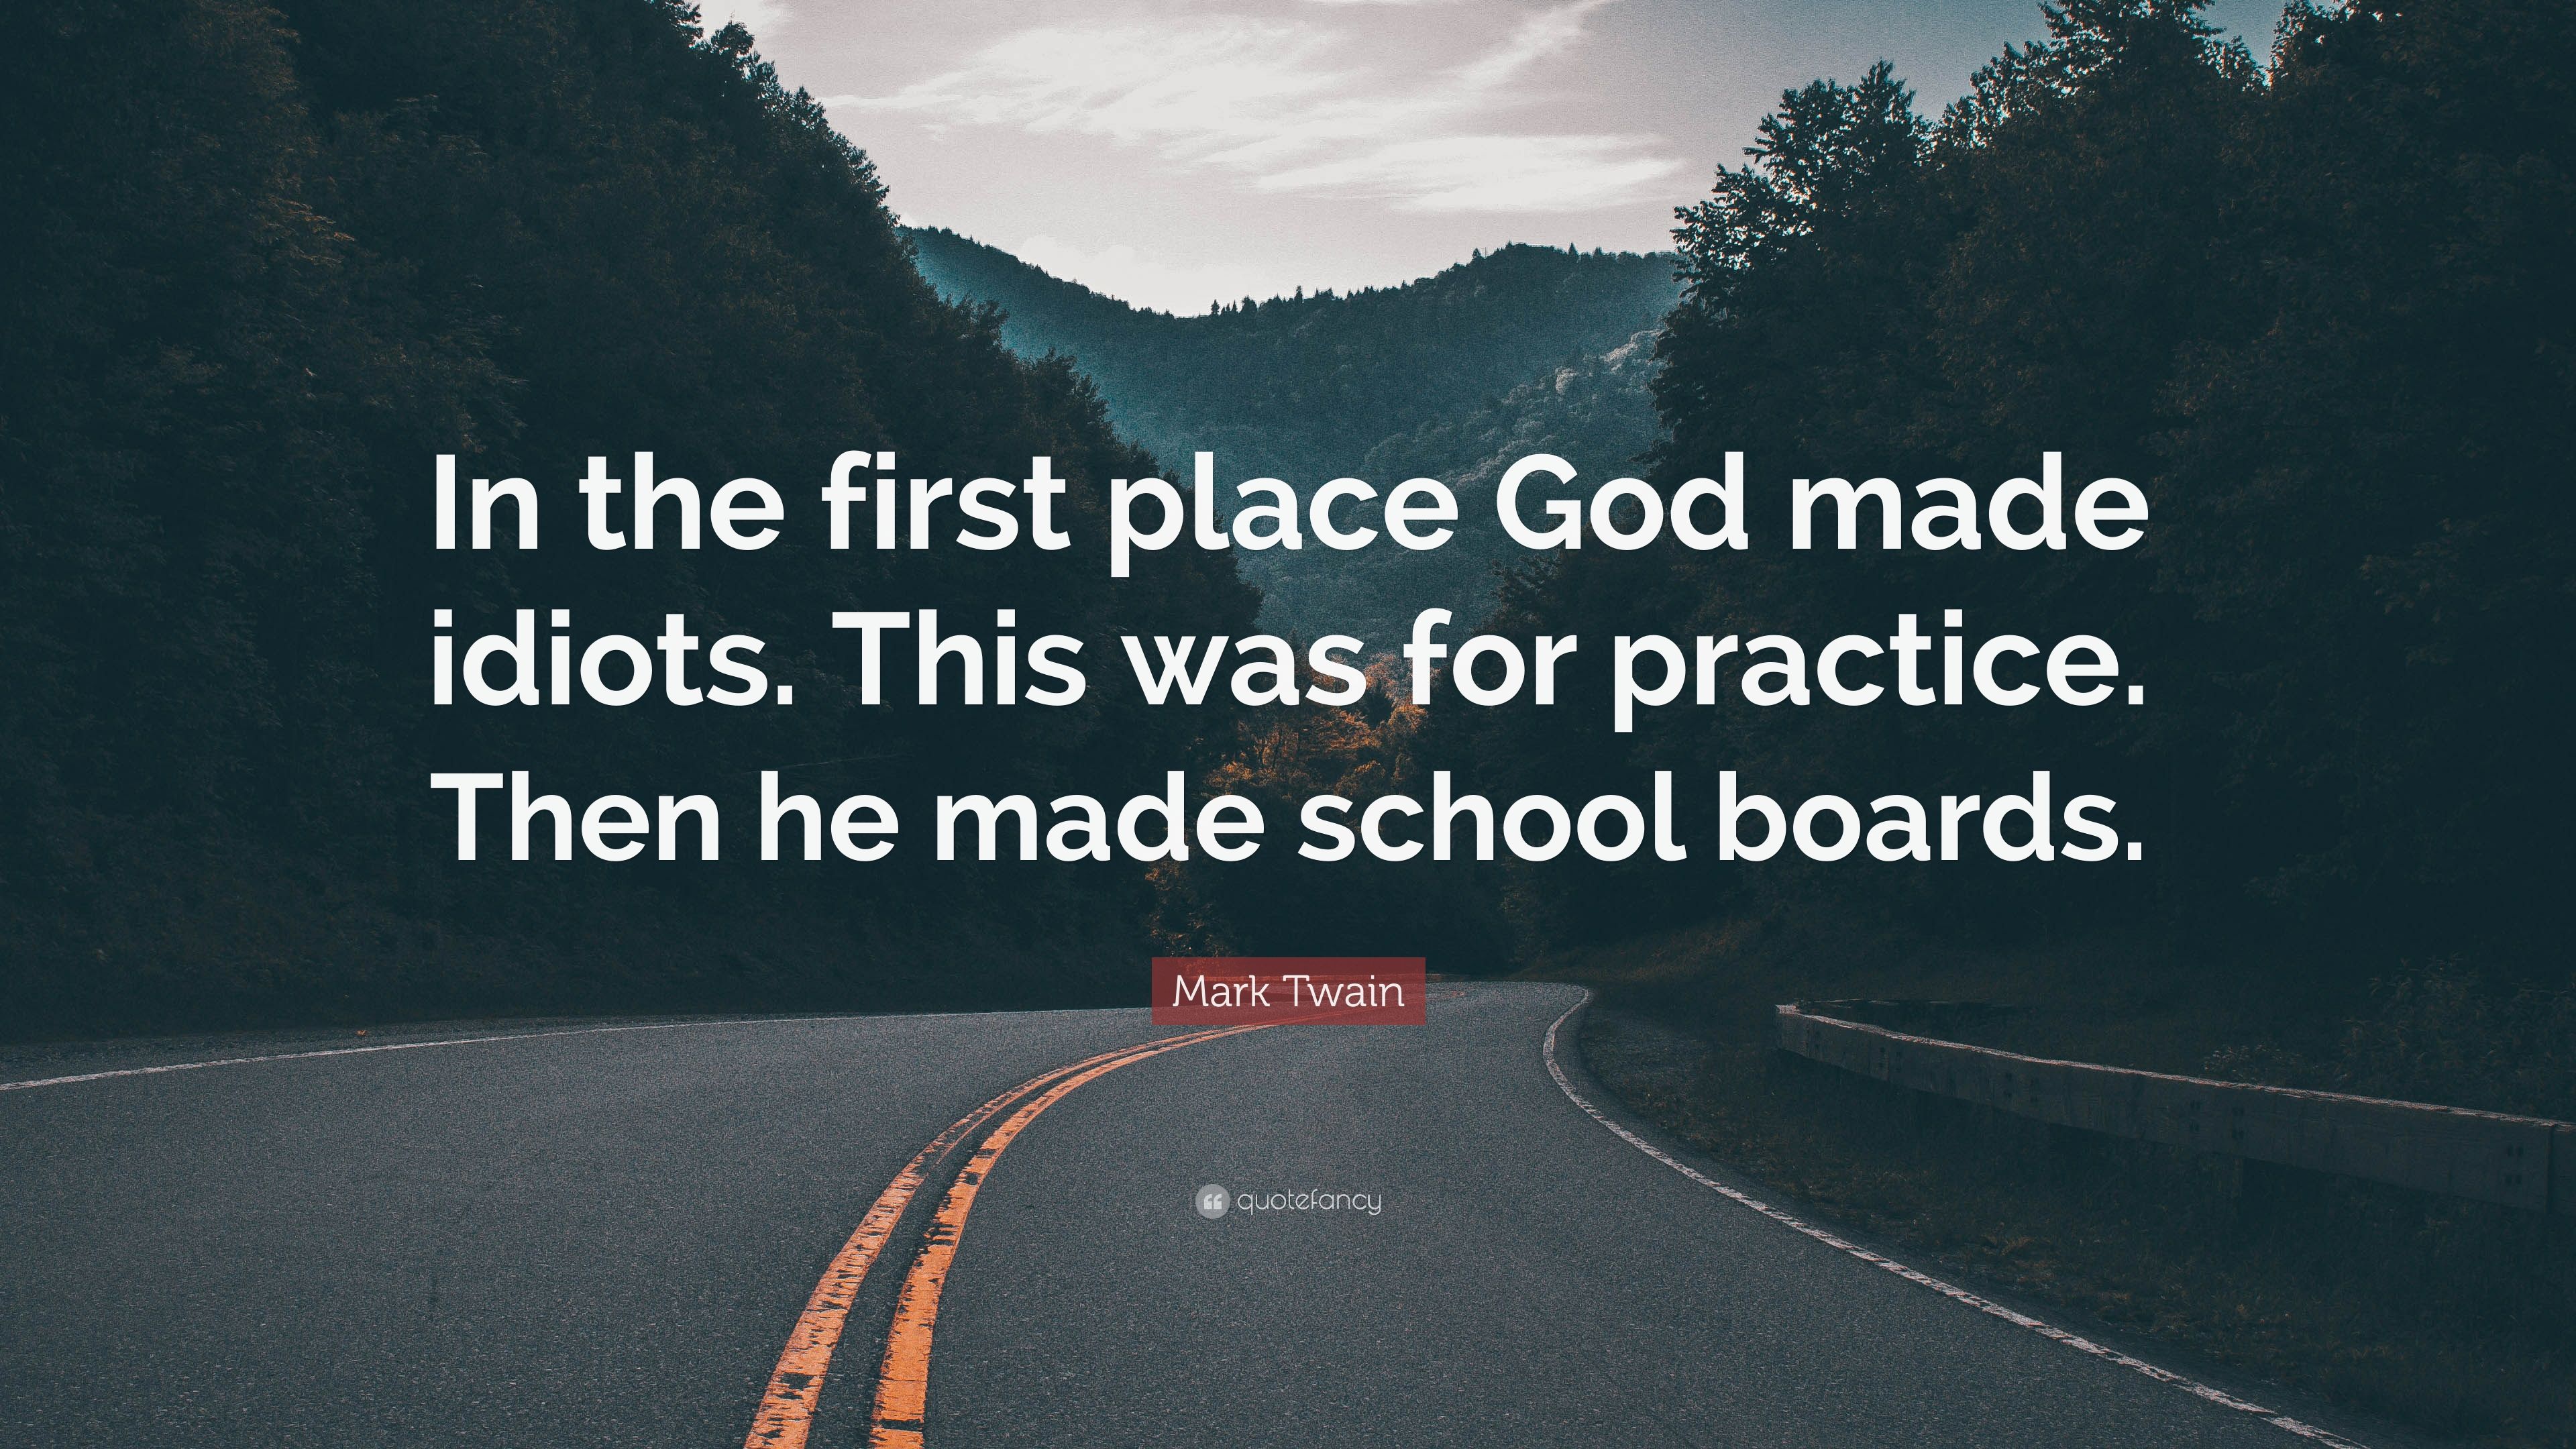 In the first place God made
idiots. This was for practice.
Then he made school boards.
Mark Twain
quotefancy